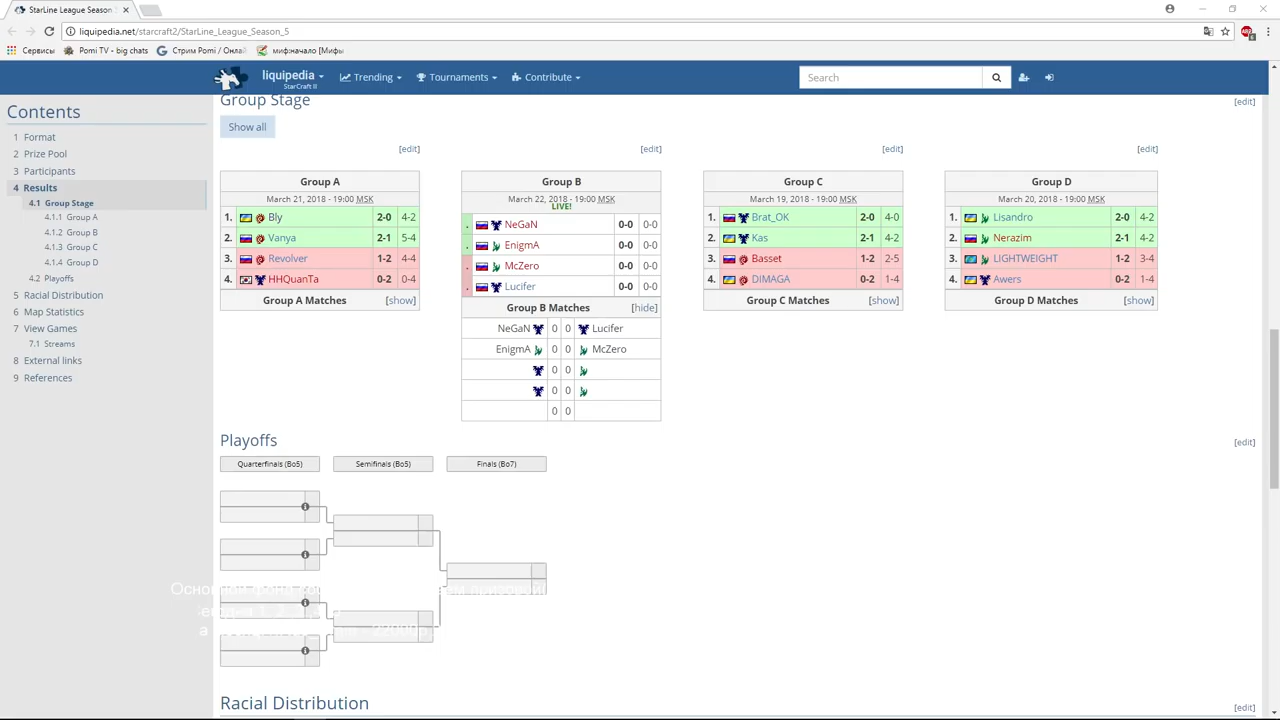 StarLine League Season
liquipedia.net/starcraft2/StarLine_League_Season_5
Сервисы
Pomi TV - big chats
Стрим Pomi / Онлай
миф:начало [Мифы
liquipedia
StarCraft II
Trending
Tournaments
Contribute
Search
Contents
1 Format
2 Prize Pool
3 Participants
4 Results
4.1 Group Stage
4.1.1 Group A
4.1.2 Group B
4.1.3 Group C
4.1.4 Group D
4.2 Playoffs
5 Racial Distribution
6 Map Statistics
7 View Games
7.1 Streams
8 External links
9 References
Group Stage
[edit]
Show all
[edit]
Group A
March 21, 2018 - 19:00 MSK
1. Bly 2-0 4-2
2. Vanya 2-1 5-4
3. Revolver 1-2 4-4
4. HHQuanTa 0-2 0-4
Group A Matches [show]
[edit]
Group B
March 22, 2018 - 19:00 MSK
LIVE!
. NeGaN 0-0 0-0
. EnigmA 0-0 0-0
. McZero 0-0 0-0
. Lucifer 0-0 0-0
Group B Matches [hide]
NeGaN 0 0 Lucifer
EnigmA 0 0 McZero
0 0
0 0
0 0
[edit]
Group C
March 19, 2018 - 19:00 MSK
1. Brat_OK 2-0 4-0
2. Kas 2-1 4-2
3. Basset 1-2 2-5
4. DIMAGA 0-2 1-4
Group C Matches [show]
[edit]
Group D
March 20, 2018 - 19:00 MSK
1. Lisandro 2-0 4-2
2. Nerazim 2-1 4-2
3. LIGHTWEIGHT 1-2 3-4
4. Awers 0-2 1-4
Group D Matches [show]
Playoffs
[edit]
Quarterfinals (Bo5)
Semifinals (Bo5)
Finals (Bo7)
Основной фонд
Racial Distribution
[edit]